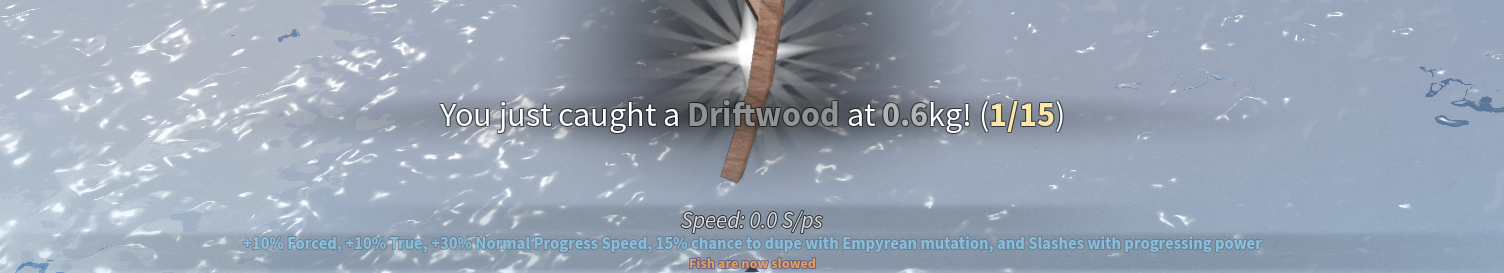 You just caught a Driftwood at 0.6kg! (1/15)
Speed: 0.0 S/ps
+10% Forced, +10% True, +30% Normal Progress Speed, 15% chance to dupe with Empyrean mutation, and Slashes with progressing power
Fish are now slowed